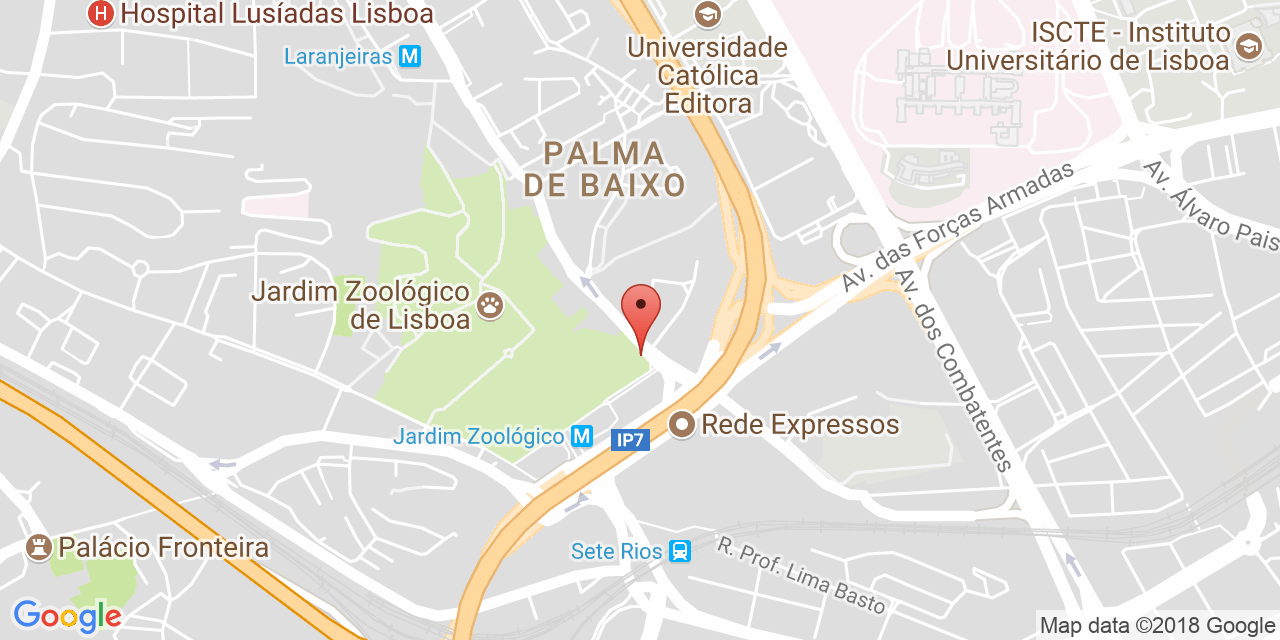 Hospital Lusíadas Lisboa
Laranjeiras M
Universidade
Católica
Editora
ISCTE - Instituto
Universitário de Lisboa
PALMA
DE BAIXO
Av. Álvaro Pais
Av. das Forças Armadas
Av. dos Combatentes
Jardim Zoológico
de Lisboa
Jardim Zoológico M
IP7
Rede Expressos
Palácio Fronteira
Sete Rios
R. Prof. Lima Basto
Google
Map data ©2018 Google
H